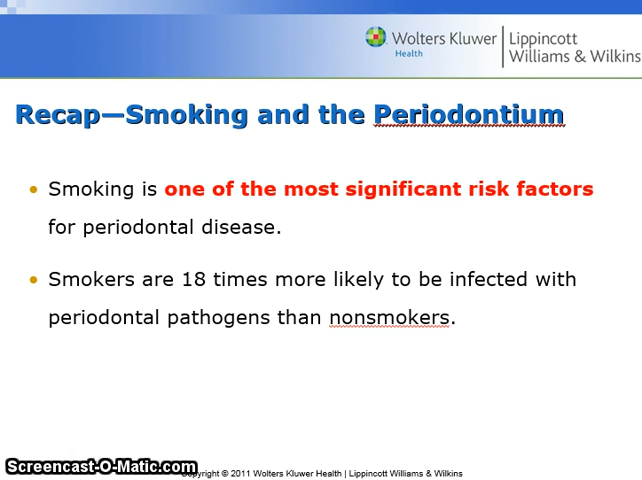 Wolters Kluwer
Health
Lippincott
Williams & Wilkins
Recap—Smoking and the Periodontium
• Smoking is one of the most significant risk factors
for periodontal disease.
• Smokers are 18 times more likely to be infected with
periodontal pathogens than nonsmokers.
Screencast-O-Matic.com
opyright © 2011 Wolters Kluwer Health | Lippincott Williams & Wilkins